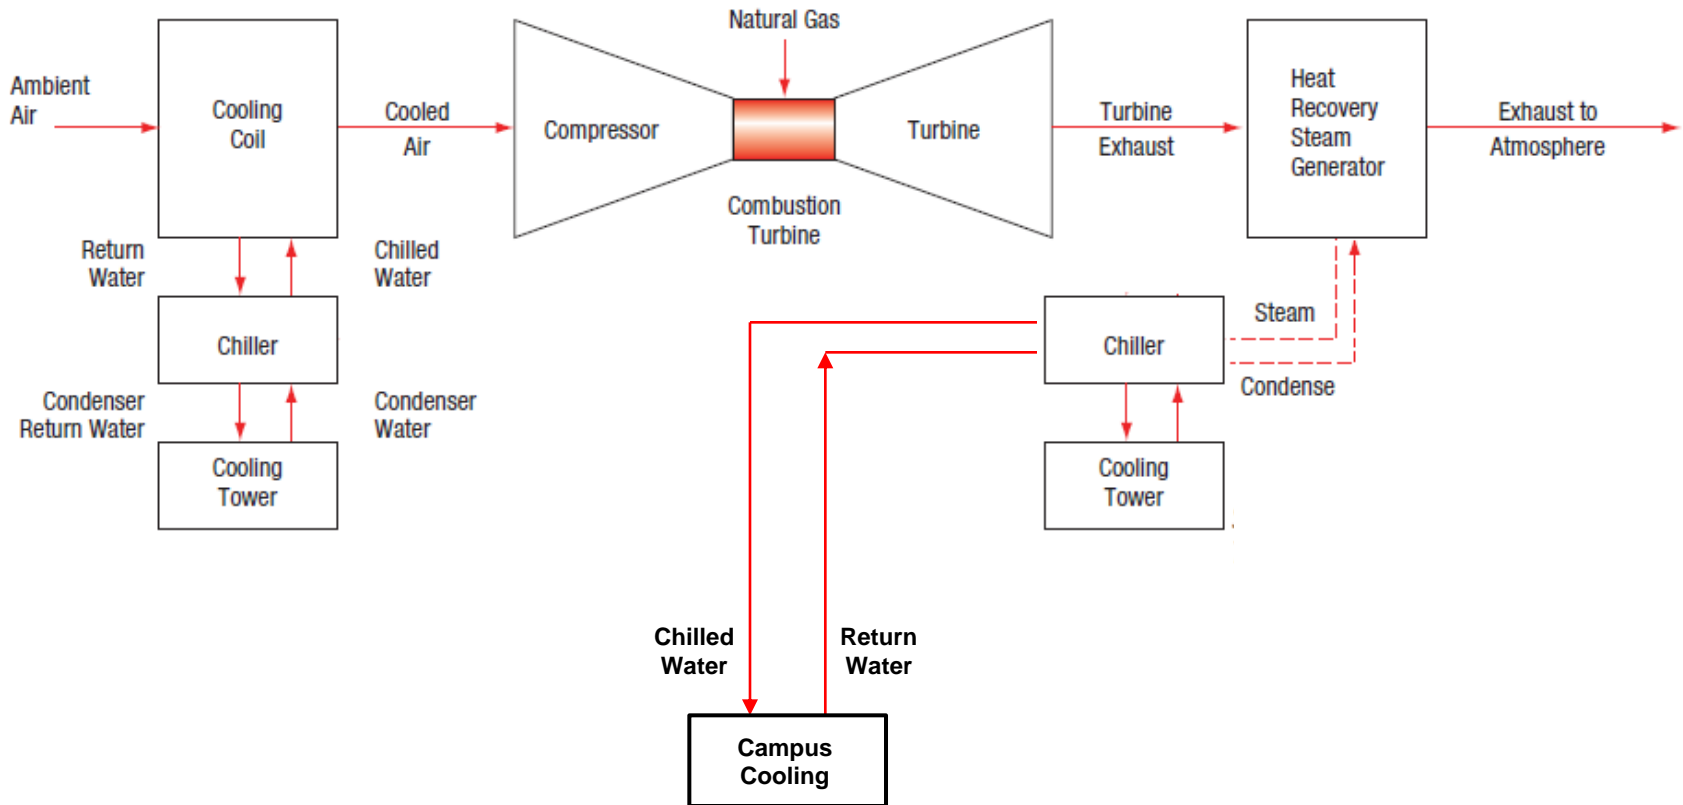 Natural Gas
Ambient
Air
Cooling
Coil
Cooled
Air
Compressor
Combustion
Turbine
Turbine
Turbine
Exhaust
Heat
Recovery
Steam
Generator
Exhaust to
Atmosphere
Return
Water
Chilled
Water
Chiller
Condenser
Return Water
Condenser
Water
Cooling
Tower
Chiller
Steam
Condense
Cooling
Tower
Chilled
Water
Return
Water
Campus
Cooling